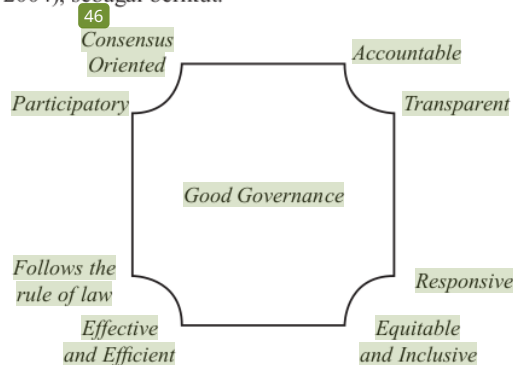 2004), sebagai berikut:
46
Consensus
Oriented
Accountable
Participatory
Transparent
Good Governance
Follows the
rule of law
Responsive
Effective
and Efficient
Equitable
and Inclusive